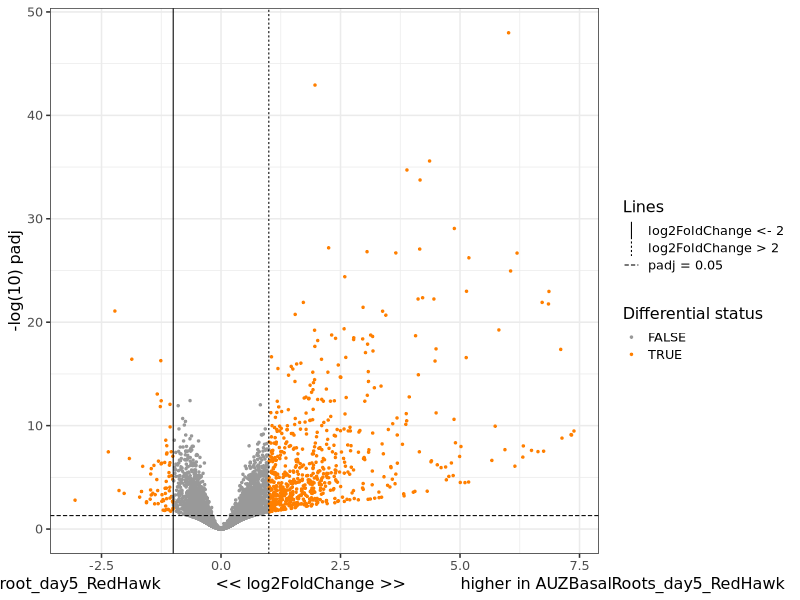 50
40
30
20
10
0
-log(10) padj
-2.5
0.0
2.5
5.0
7.5
root_day5_RedHawk << log2FoldChange >> higher in AUZBasalRoots_day5_RedHawk
Lines
log2FoldChange <- 2
log2FoldChange > 2
padj = 0.05
Differential status
FALSE
TRUE